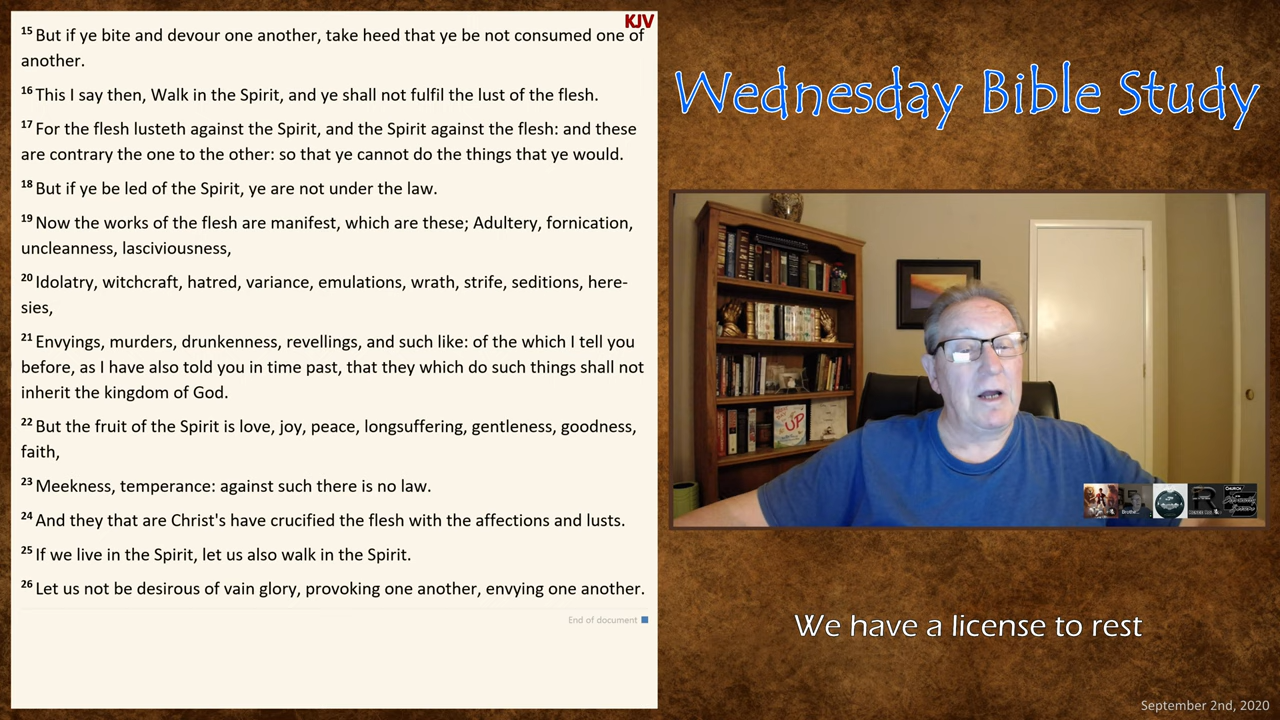 KJV
15 But if ye bite and devour one another, take heed that ye be not consumed one of
another.
16 This I say then, Walk in the Spirit, and ye shall not fulfil the lust of the flesh.
17 For the flesh lusteth against the Spirit, and the Spirit against the flesh: and these
are contrary the one to the other: so that ye cannot do the things that ye would.
18 But if ye be led of the Spirit, ye are not under the law.
19 Now the works of the flesh are manifest, which are these; Adultery, fornication,
uncleanness, lasciviousness,
20 Idolatry, witchcraft, hatred, variance, emulations, wrath, strife, seditions, here-
sies,
21 Envyings, murders, drunkenness, revellings, and such like: of the which I tell you
before, as I have also told you in time past, that they which do such things shall not
inherit the kingdom of God.
22 But the fruit of the Spirit is love, joy, peace, longsuffering, gentleness, goodness,
faith,
23 Meekness, temperance: against such there is no law.
24 And they that are Christ's have crucified the flesh with the affections and lusts.
25 If we live in the Spirit, let us also walk in the Spirit.
26 Let us not be desirous of vain glory, provoking one another, envying one another.
End of document
Wednesday Bible Study
UP
We have a license to rest
September 2nd, 2020